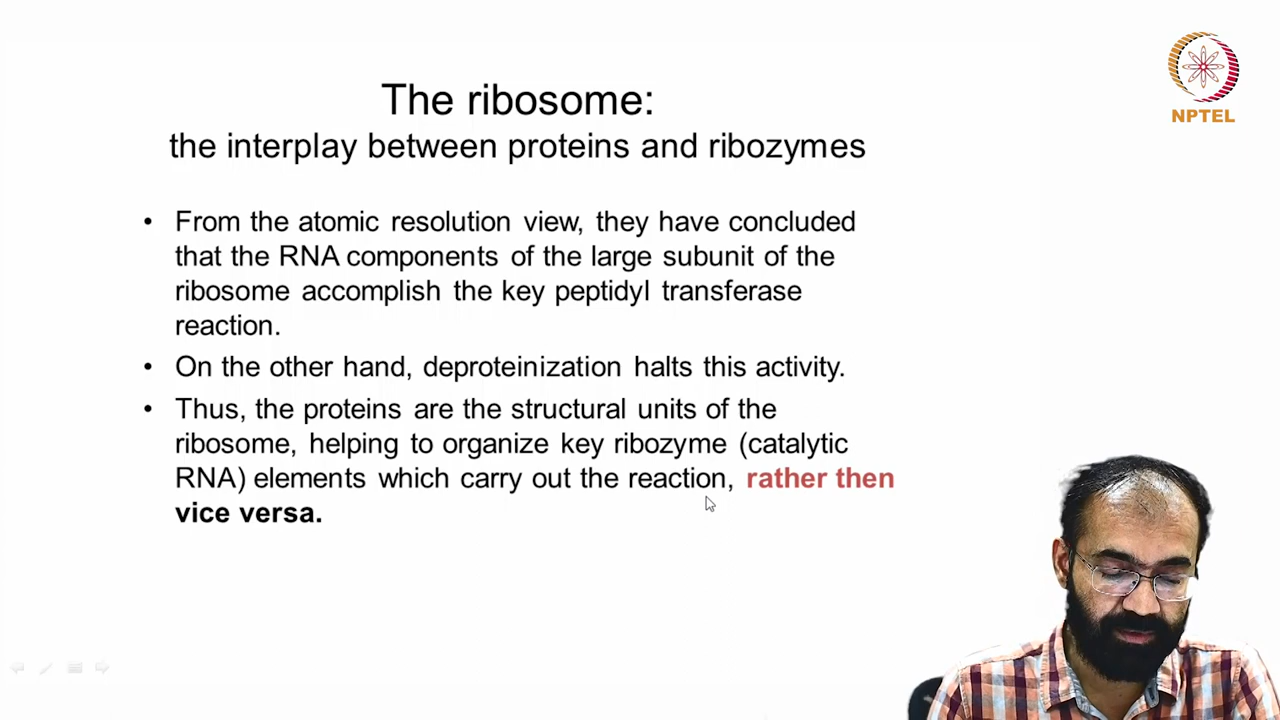 NPTEL
The ribosome:
the interplay between proteins and ribozymes
• From the atomic resolution view, they have concluded
that the RNA components of the large subunit of the
ribosome accomplish the key peptidyl transferase
reaction.
• On the other hand, deproteinization halts this activity.
• Thus, the proteins are the structural units of the
ribosome, helping to organize key ribozyme (catalytic
RNA) elements which carry out the reaction, rather then
vice versa.